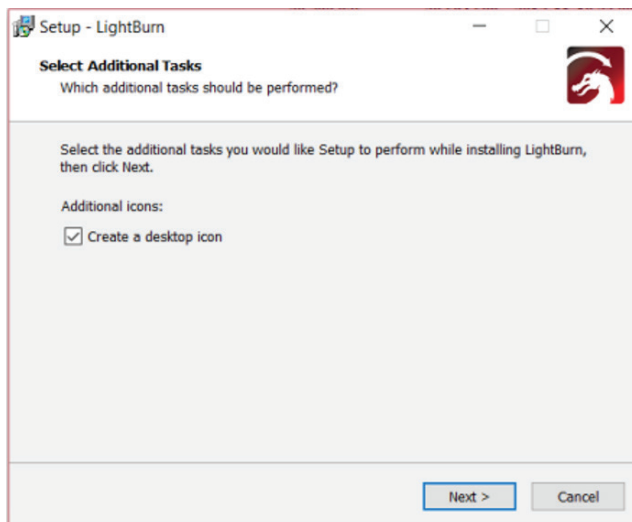 Setup - LightBurn
Select Additional Tasks
Which additional tasks should be performed?
Select the additional tasks you would like Setup to perform while installing LightBurn,
then click Next.
Additional icons:
Create a desktop icon
Next >
Cancel